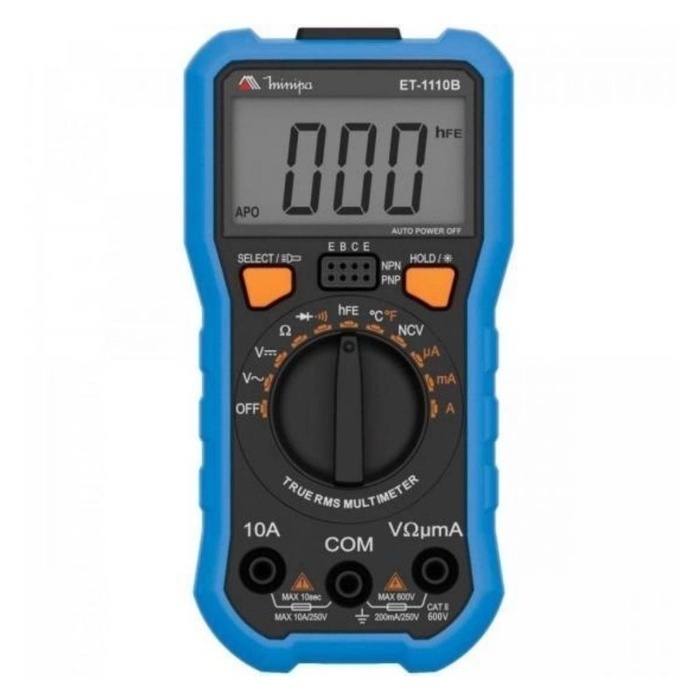 minipa ET-1110B
000 hFE
APO
AUTO POWER OFF
E B C E
SELECT / HOLD / ☀
NPN
PNP
hFE
°C°F
Ω
NCV
V⎓ µA
V~ mA
OFF A
TRUE RMS MULTIMETER
10A COM VΩµmA
MAX 10sec MAX 600V
MAX 10A/250V 200mA/250V
CAT II
600V